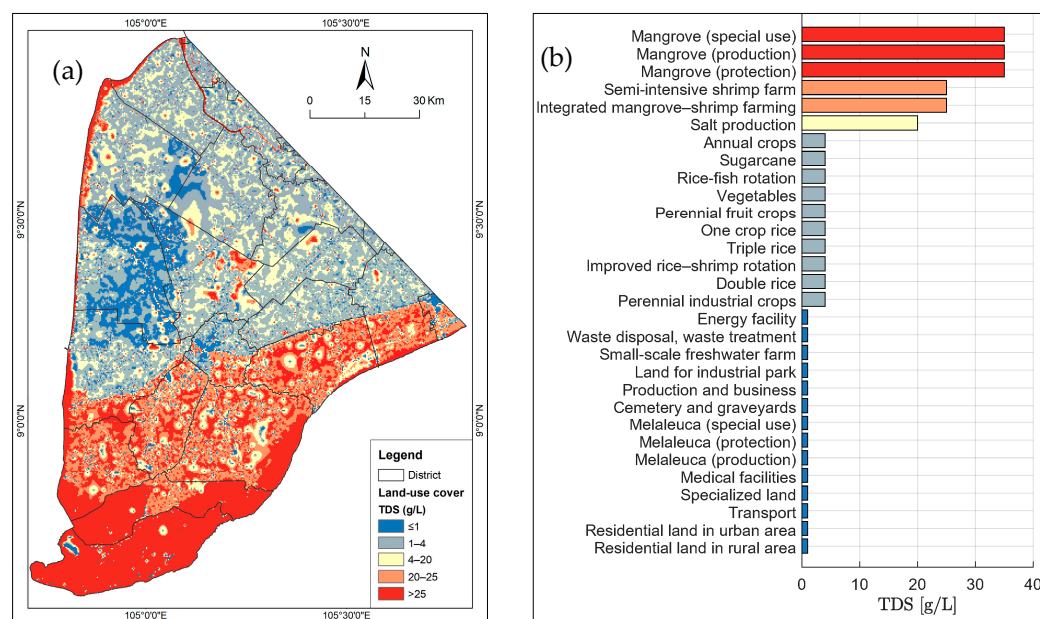 105°0'0"E
105°30'0"E
(a)
N
0
15
30 Km
9°30'0"N
9°30'0"N
9°0'0"N
9°0'0"N
Legend
District
Land-use cover
TDS (g/L)
≤1
1–4
4–20
20–25
>25
105°0'0"E
105°30'0"E
(b)
Mangrove (special use)
Mangrove (production)
Mangrove (protection)
Semi-intensive shrimp farm
Integrated mangrove–shrimp farming
Salt production
Annual crops
Sugarcane
Rice-fish rotation
Vegetables
Perennial fruit crops
One crop rice
Triple rice
Improved rice–shrimp rotation
Double rice
Perennial industrial crops
Energy facility
Waste disposal, waste treatment
Small-scale freshwater farm
Land for industrial park
Production and business
Cemetery and graveyards
Melaleuca (special use)
Melaleuca (protection)
Melaleuca (production)
Medical facilities
Specialized land
Transport
Residential land in urban area
Residential land in rural area
0
10
20
30
40
TDS [g/L]